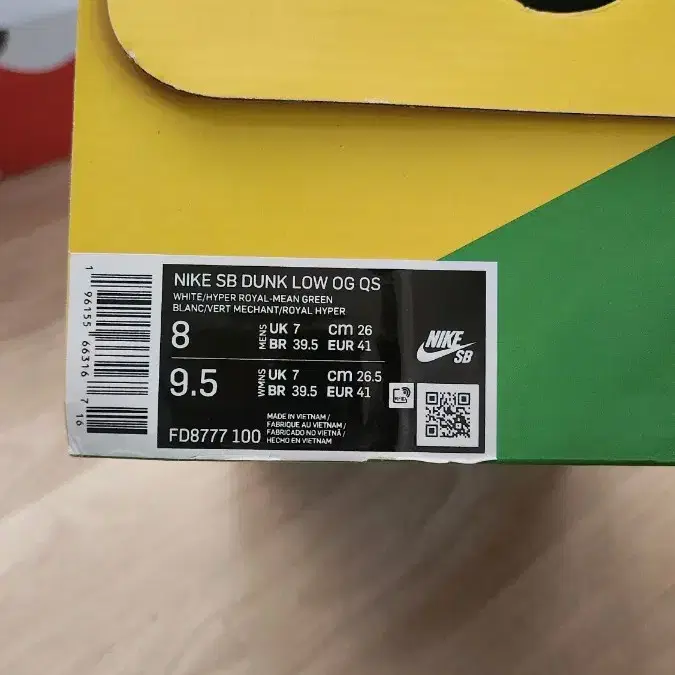 NIKE SB DUNK LOW OG QS
WHITE/HYPER ROYAL-MEAN GREEN
BLANC/VERT MECHANT/ROYAL HYPER
8 MENS UK 7 cm 26
BR 39.5 EUR 41
9.5 WMNS UK 7 cm 26.5
BR 39.5 EUR 41
MADE IN VIETNAM /
FABRIQUE AU VIETNAM /
FABRICADO NO VIETNÃ /
HECHO EN VIETNAM
FD8777 100
NIKE
SB
1 96155 66316 7 16